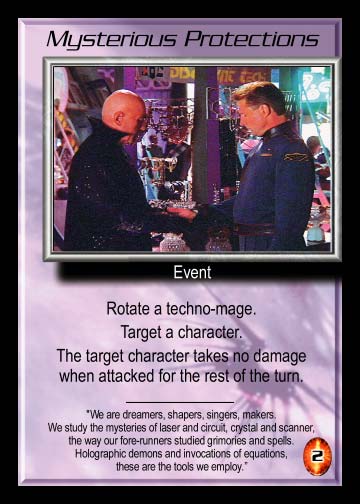 Mysterious Protections
Event
Rotate a techno-mage.
Target a character.
The target character takes no damage
when attacked for the rest of the turn.
"We are dreamers, shapers, singers, makers.
We study the mysteries of laser and circuit, crystal and scanner,
the way our fore-runners studied grimories and spells.
Holographic demons and invocations of equations,
these are the tools we employ."
2